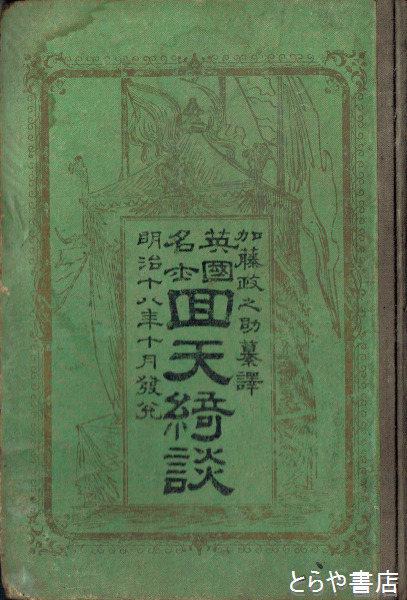 加藤政之助纂譯
英國
名士
回天綺談
明治十八年十月發兌
とらや書店